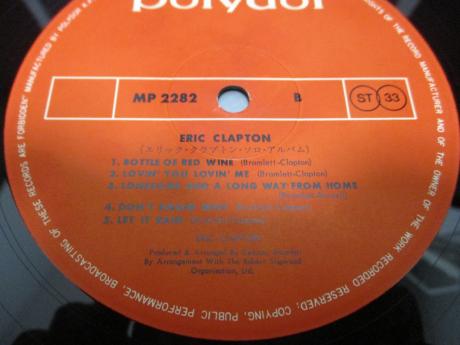 polydor
MP 2282
B
ST 33
ERIC CLAPTON
(エリック・クラプトン・ソロ・アルバム)
1. BOTTLE OF RED WINE (Bramlett-Clapton)
2. LOVIN' YOU LOVIN' ME (Bramlett-Clapton)
3. LONESOME AND A LONG WAY FROM HOME
4. DON'T KNOW WHY
5. LET IT RAIN
ERIC CLAPTON
Produced & Arranged By
By Arrangement With The Robert Stigwood
Organisation, Ltd.
MANUFACTURED BY POLYDOR K.K.
RIGHTS OF THE RECORD MANUFACTURER AND OF THE OWNER OF THE WORK RECORDED RESERVED; COPYING, PUBLIC PERFORMANCE, BROADCASTING OF THESE RECORDS ARE FORBIDDEN"